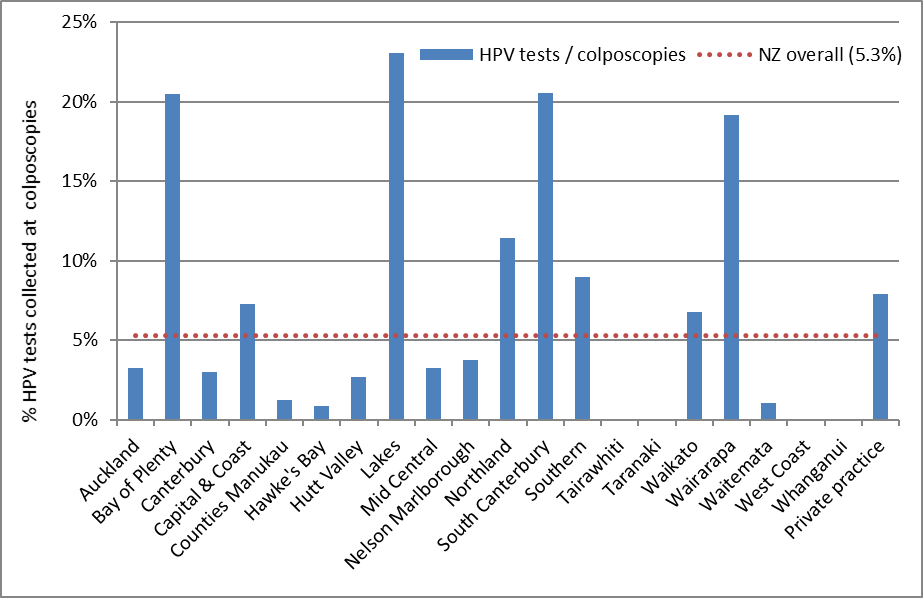 25%
20%
15%
10%
5%
0%
% HPV tests collected at colposcopies
HPV tests / colposcopies
NZ overall (5.3%)
Auckland
Bay of Plenty
Canterbury
Capital & Coast
Counties Manukau
Hawke's Bay
Hutt Valley
Lakes
Mid Central
Nelson Marlborough
Northland
South Canterbury
Southern
Tairawhiti
Taranaki
Waikato
Wairarapa
Waitemata
West Coast
Whanganui
Private practice